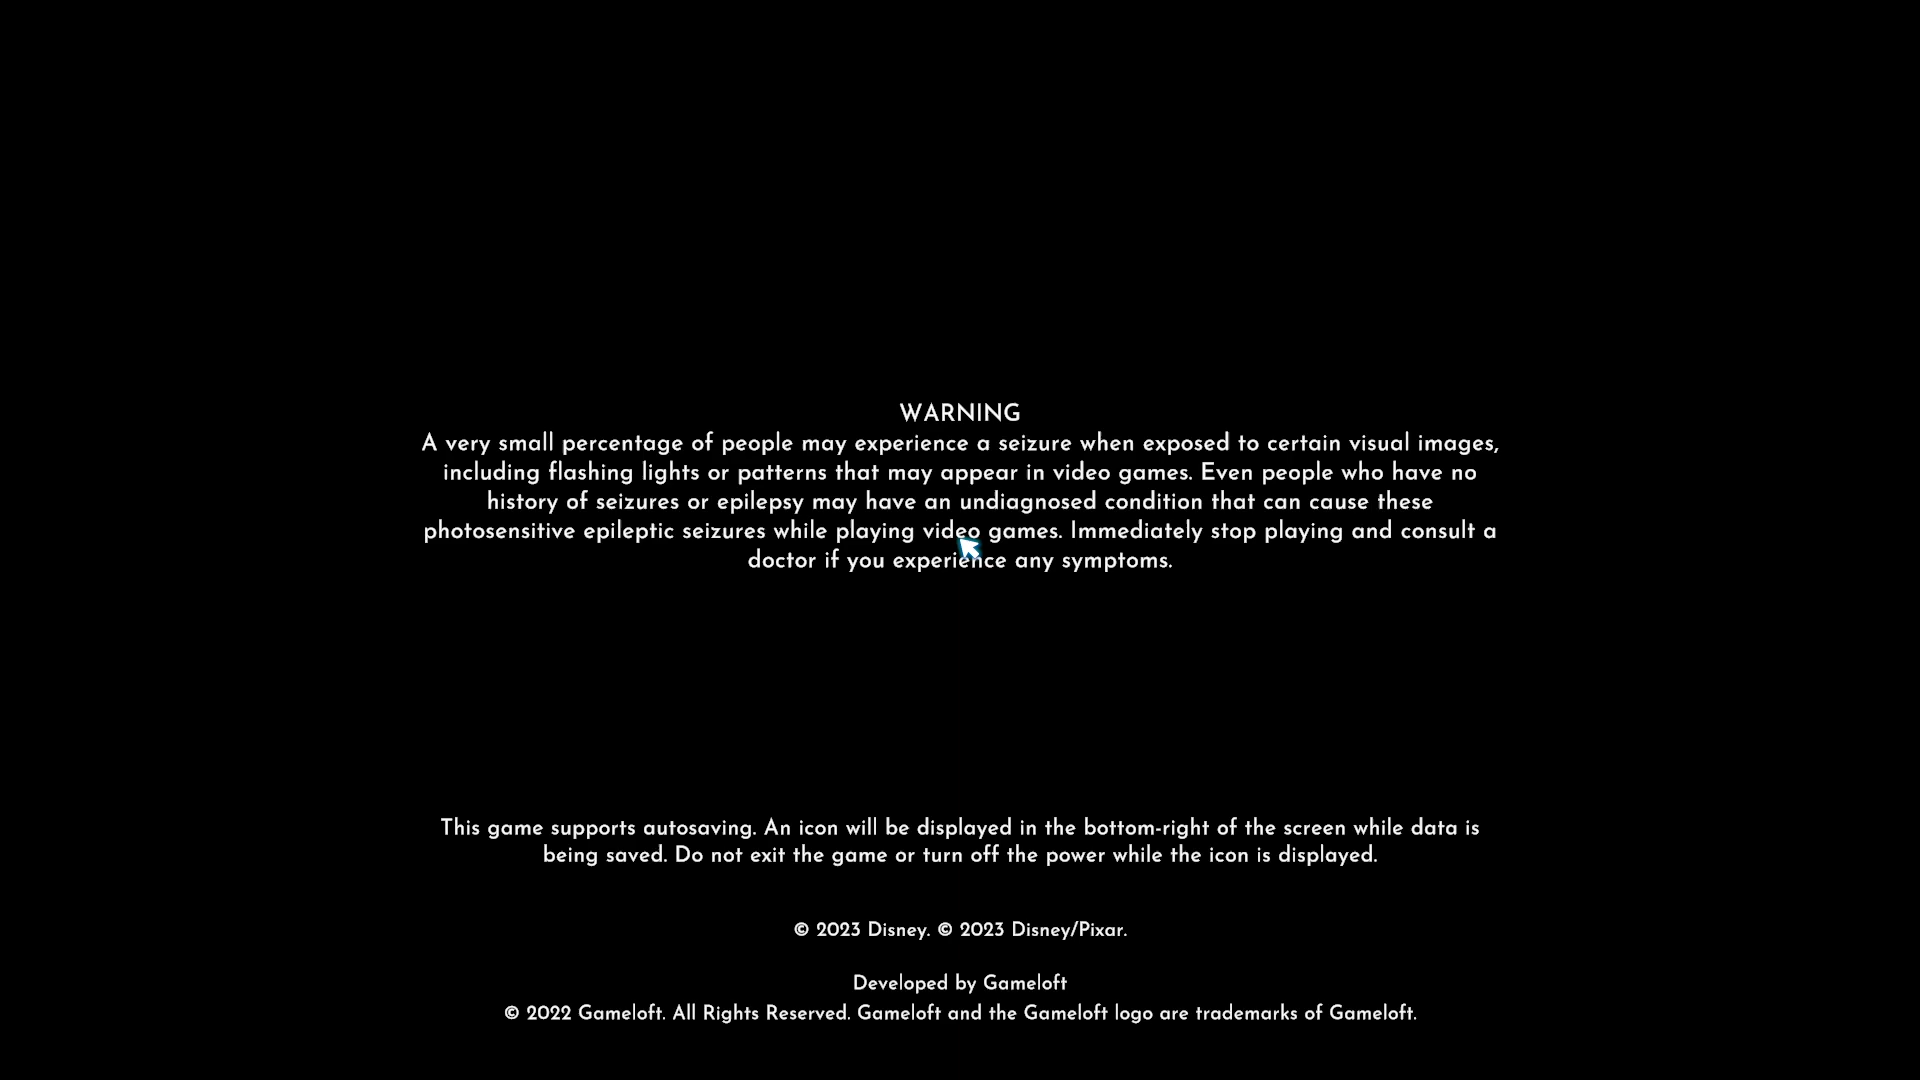 WARNING
A very small percentage of people may experience a seizure when exposed to certain visual images,
including flashing lights or patterns that may appear in video games. Even people who have no
history of seizures or epilepsy may have an undiagnosed condition that can cause these
photosensitive epileptic seizures while playing video games. Immediately stop playing and consult a
doctor if you experience any symptoms.
This game supports autosaving. An icon will be displayed in the bottom-right of the screen while data is
being saved. Do not exit the game or turn off the power while the icon is displayed.
© 2023 Disney. © 2023 Disney/Pixar.
Developed by Gameloft
© 2022 Gameloft. All Rights Reserved. Gameloft and the Gameloft logo are trademarks of Gameloft.